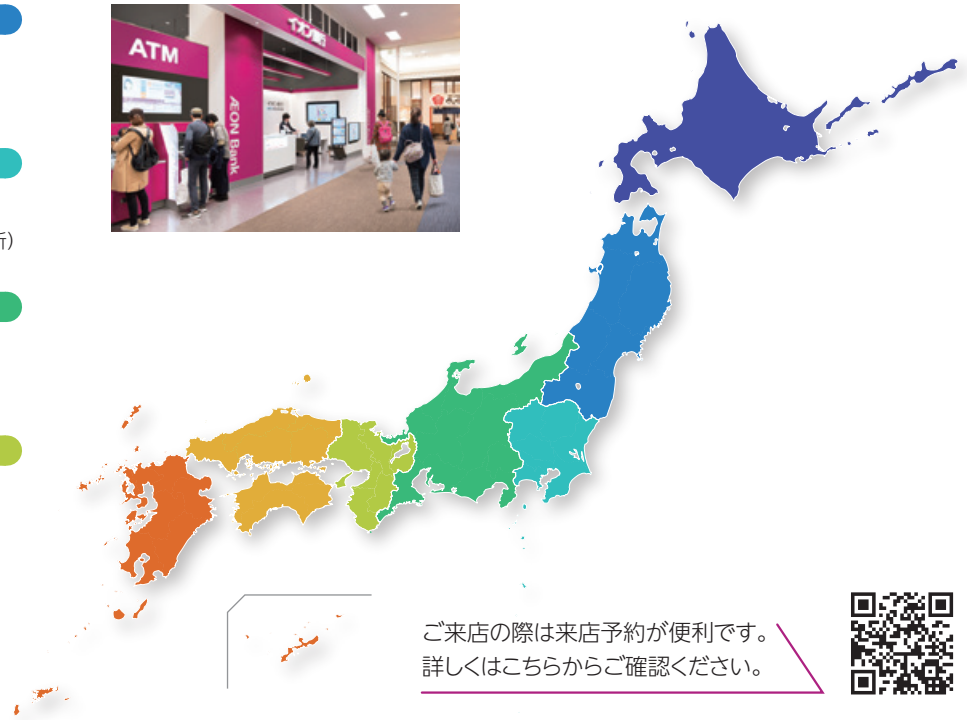 イオン銀行
ATM
ÆON Bank
所)
ご来店の際は来店予約が便利です。
詳しくはこちらからご確認ください。